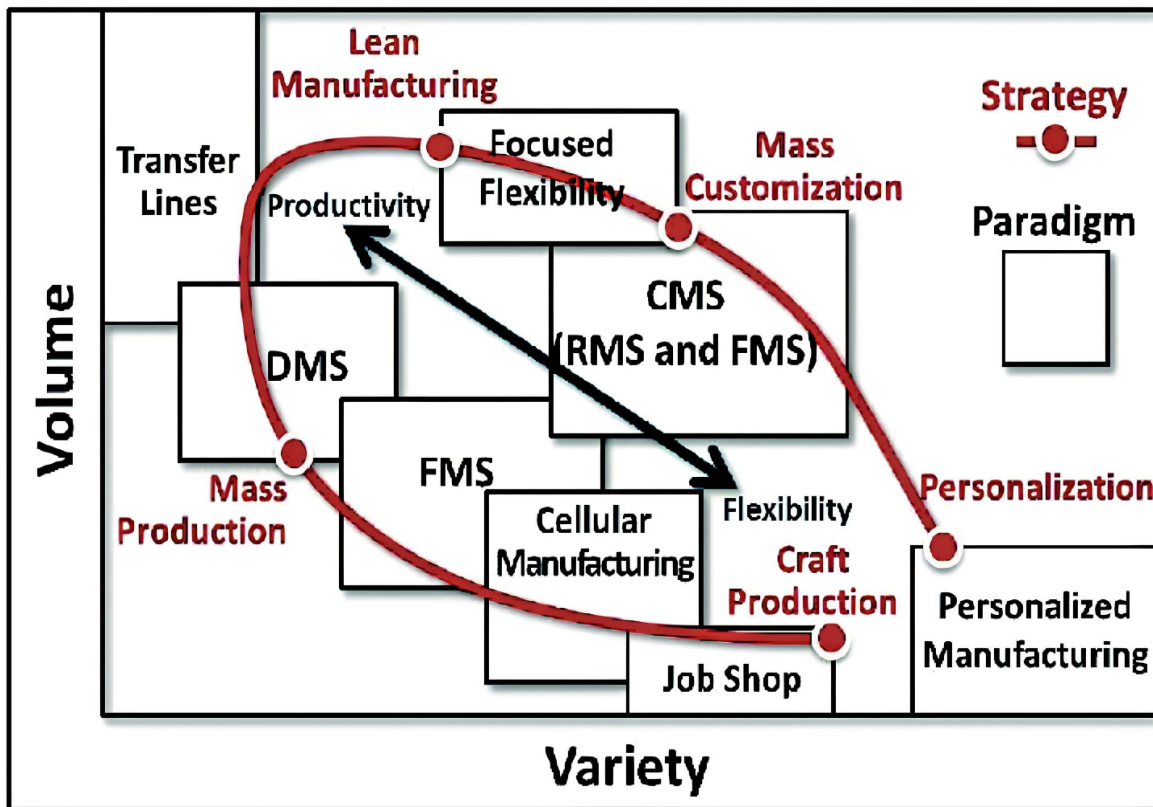 Lean
Manufacturing
Strategy
Transfer
Lines
Focused
Flexibility
Mass
Customization
Productivity
Paradigm
Volume
DMS
CMS
(RMS and FMS)
Mass
Production
FMS
Cellular
Manufacturing
Flexibility
Personalization
Craft
Production
Personalized
Manufacturing
Job Shop
Variety